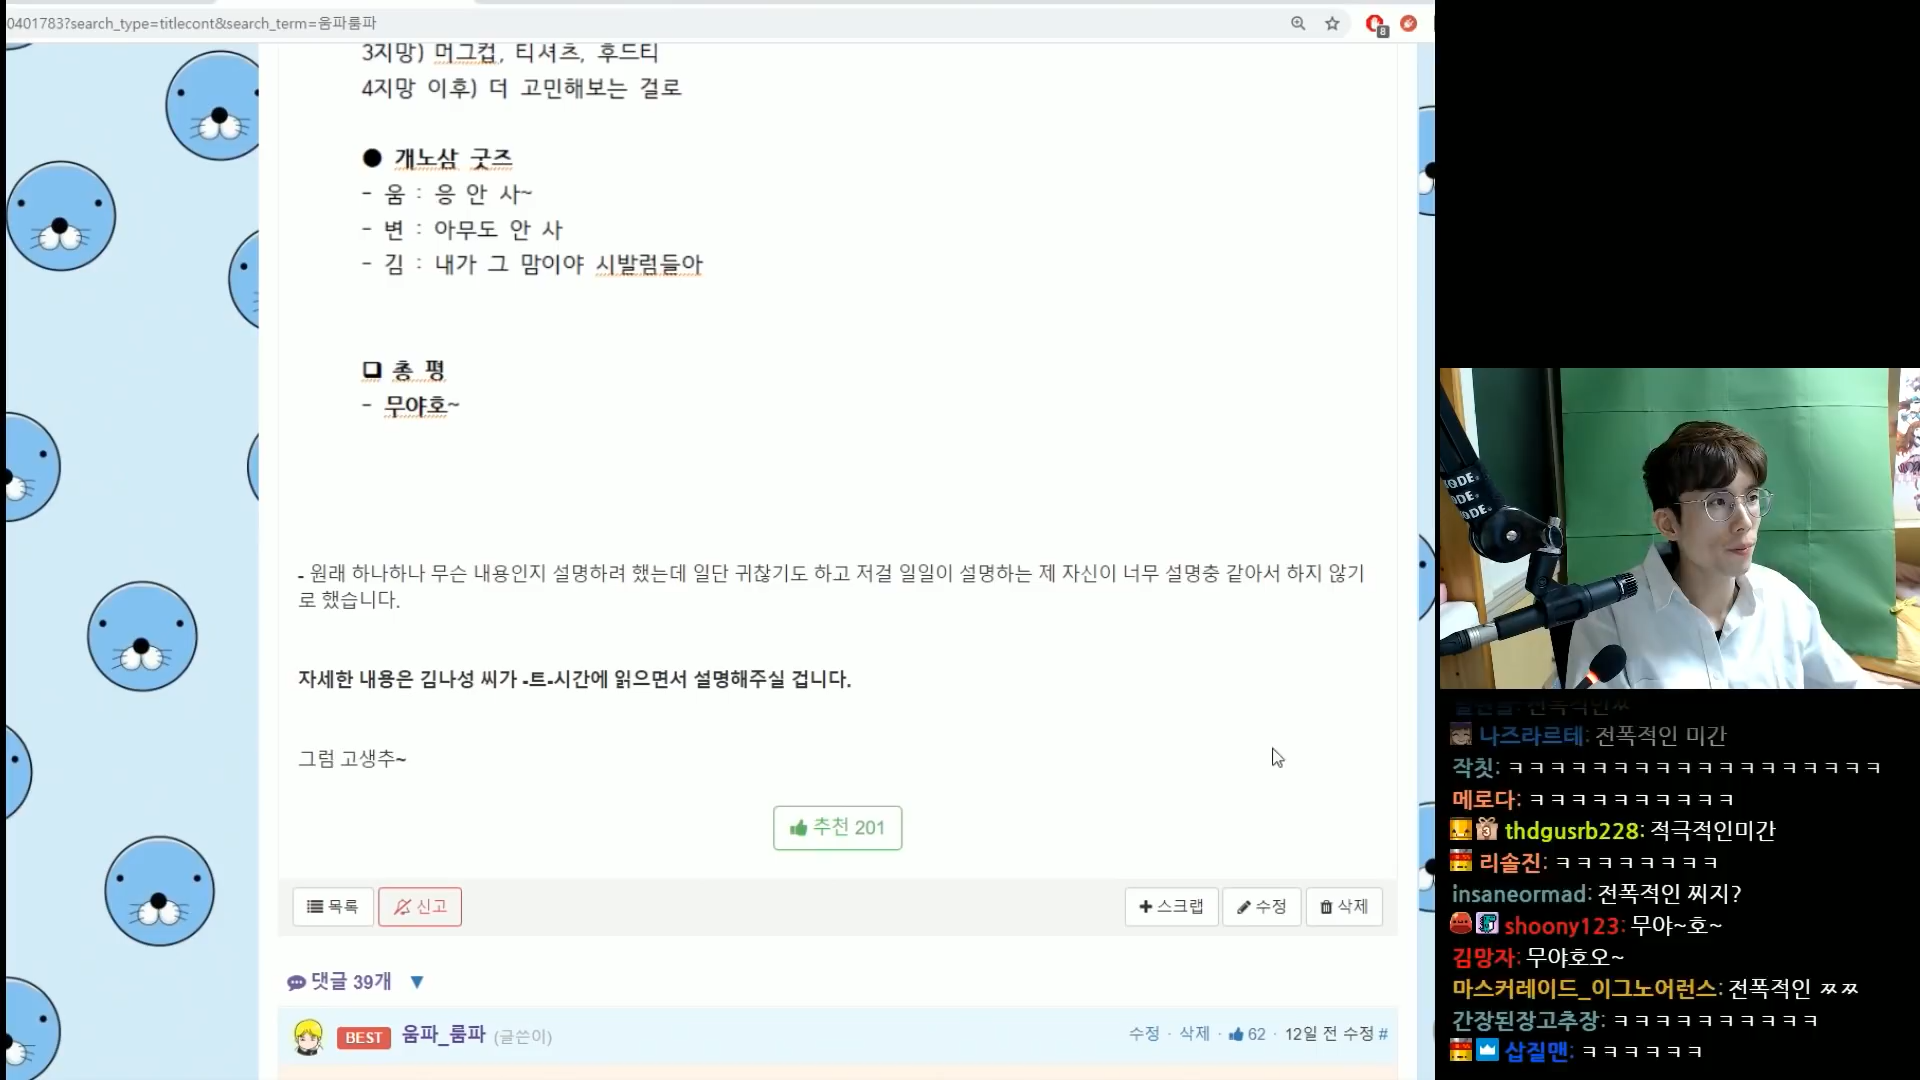 0401783?search_type=titlecont&search_term=움파룸파
8
3지망) 머그컵, 티셔츠, 후드티
4지망 이후) 더 고민해보는 걸로
● 개노삼 굿즈
- 움 : 응 안 사~
- 변 : 아무도 안 사
- 김 : 내가 그 맘이야 시발럼들아
❑ 총 평
- 무야호~
- 원래 하나하나 무슨 내용인지 설명하려 했는데 일단 귀찮기도 하고 저걸 일일이 설명하는 제 자신이 너무 설명충 같아서 하지 않기
로 했습니다.
자세한 내용은 김나성 씨가 -트-시간에 읽으면서 설명해주실 겁니다.
그럼 고생추~
추천 201
목록 신고
스크랩 수정 삭제
댓글 39개 ▼
BEST 움파_룸파 (글쓴이)
수정 · 삭제 · 62 · 12일 전 수정 #
ODE.
ODE.
ODE.
전폭적인ㅉ
나즈라르테: 전폭적인 미간
작칫: ㅋㅋㅋㅋㅋㅋㅋㅋㅋㅋㅋㅋㅋㅋㅋㅋㅋㅋ
메로다: ㅋㅋㅋㅋㅋㅋㅋㅋㅋㅋ
3 thdgusrb228: 적극적인미간
리솔진: ㅋㅋㅋㅋㅋㅋㅋㅋ
insaneormad: 전폭적인 찌지?
shoony123: 무야~호~
김망자: 무야호오~
마스커레이드_이그노어런스: 전폭적인 ㅉㅉ
간장된장고추장: ㅋㅋㅋㅋㅋㅋㅋㅋㅋㅋ
삽질맨: ㅋㅋㅋㅋㅋㅋ